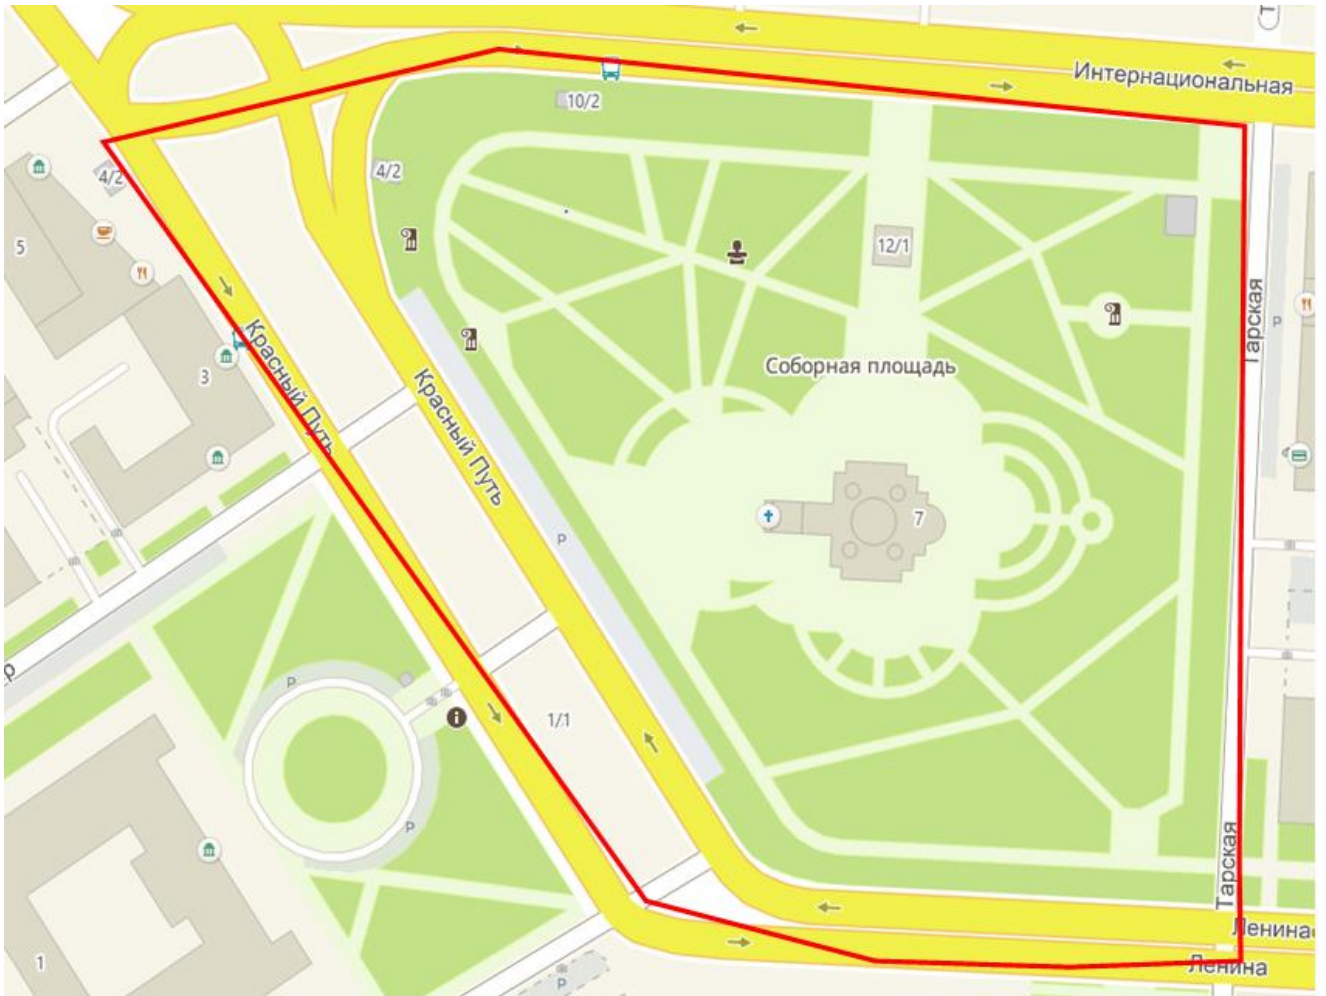 Т
Интернациональная
10/2
4/2
4/2
5
12/1
Тарская
P
Красный Путь
Соборная площадь
3
Красный Путь
7
P
P
1/1
P
Тарская
Ленина
Ленина
1
P